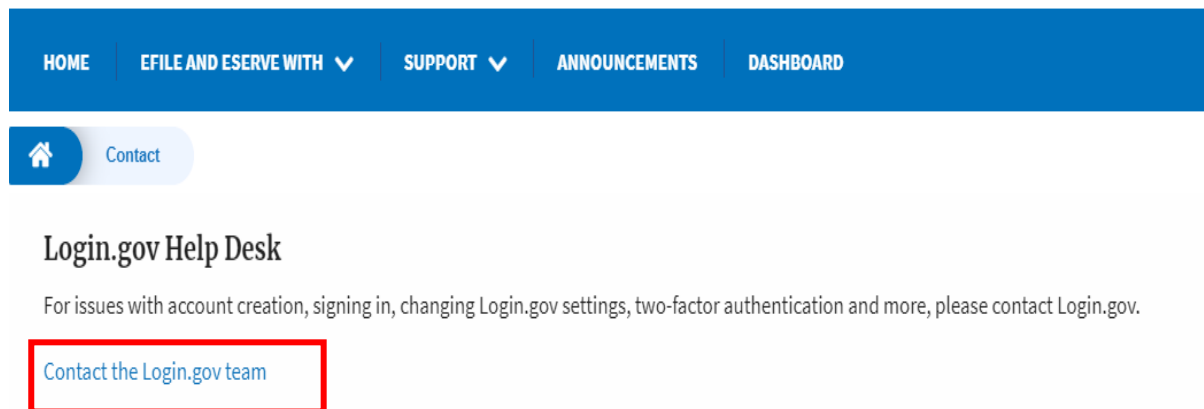 HOME EFILE AND ESERVE WITH SUPPORT ANNOUNCEMENTS DASHBOARD
Contact
Login.gov Help Desk
For issues with account creation, signing in, changing Login.gov settings, two-factor authentication and more, please contact Login.gov.
Contact the Login.gov team